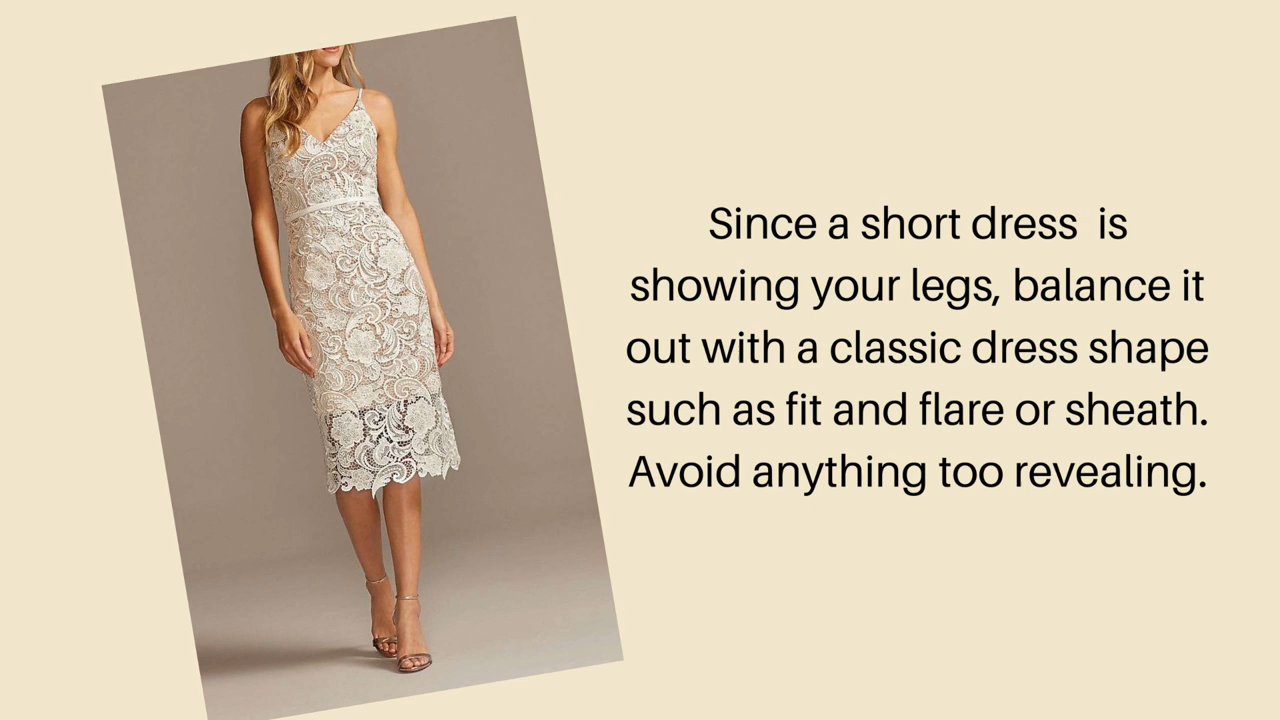 Since a short dress  is
showing your legs, balance it
out with a classic dress shape
such as fit and flare or sheath.
Avoid anything too revealing.